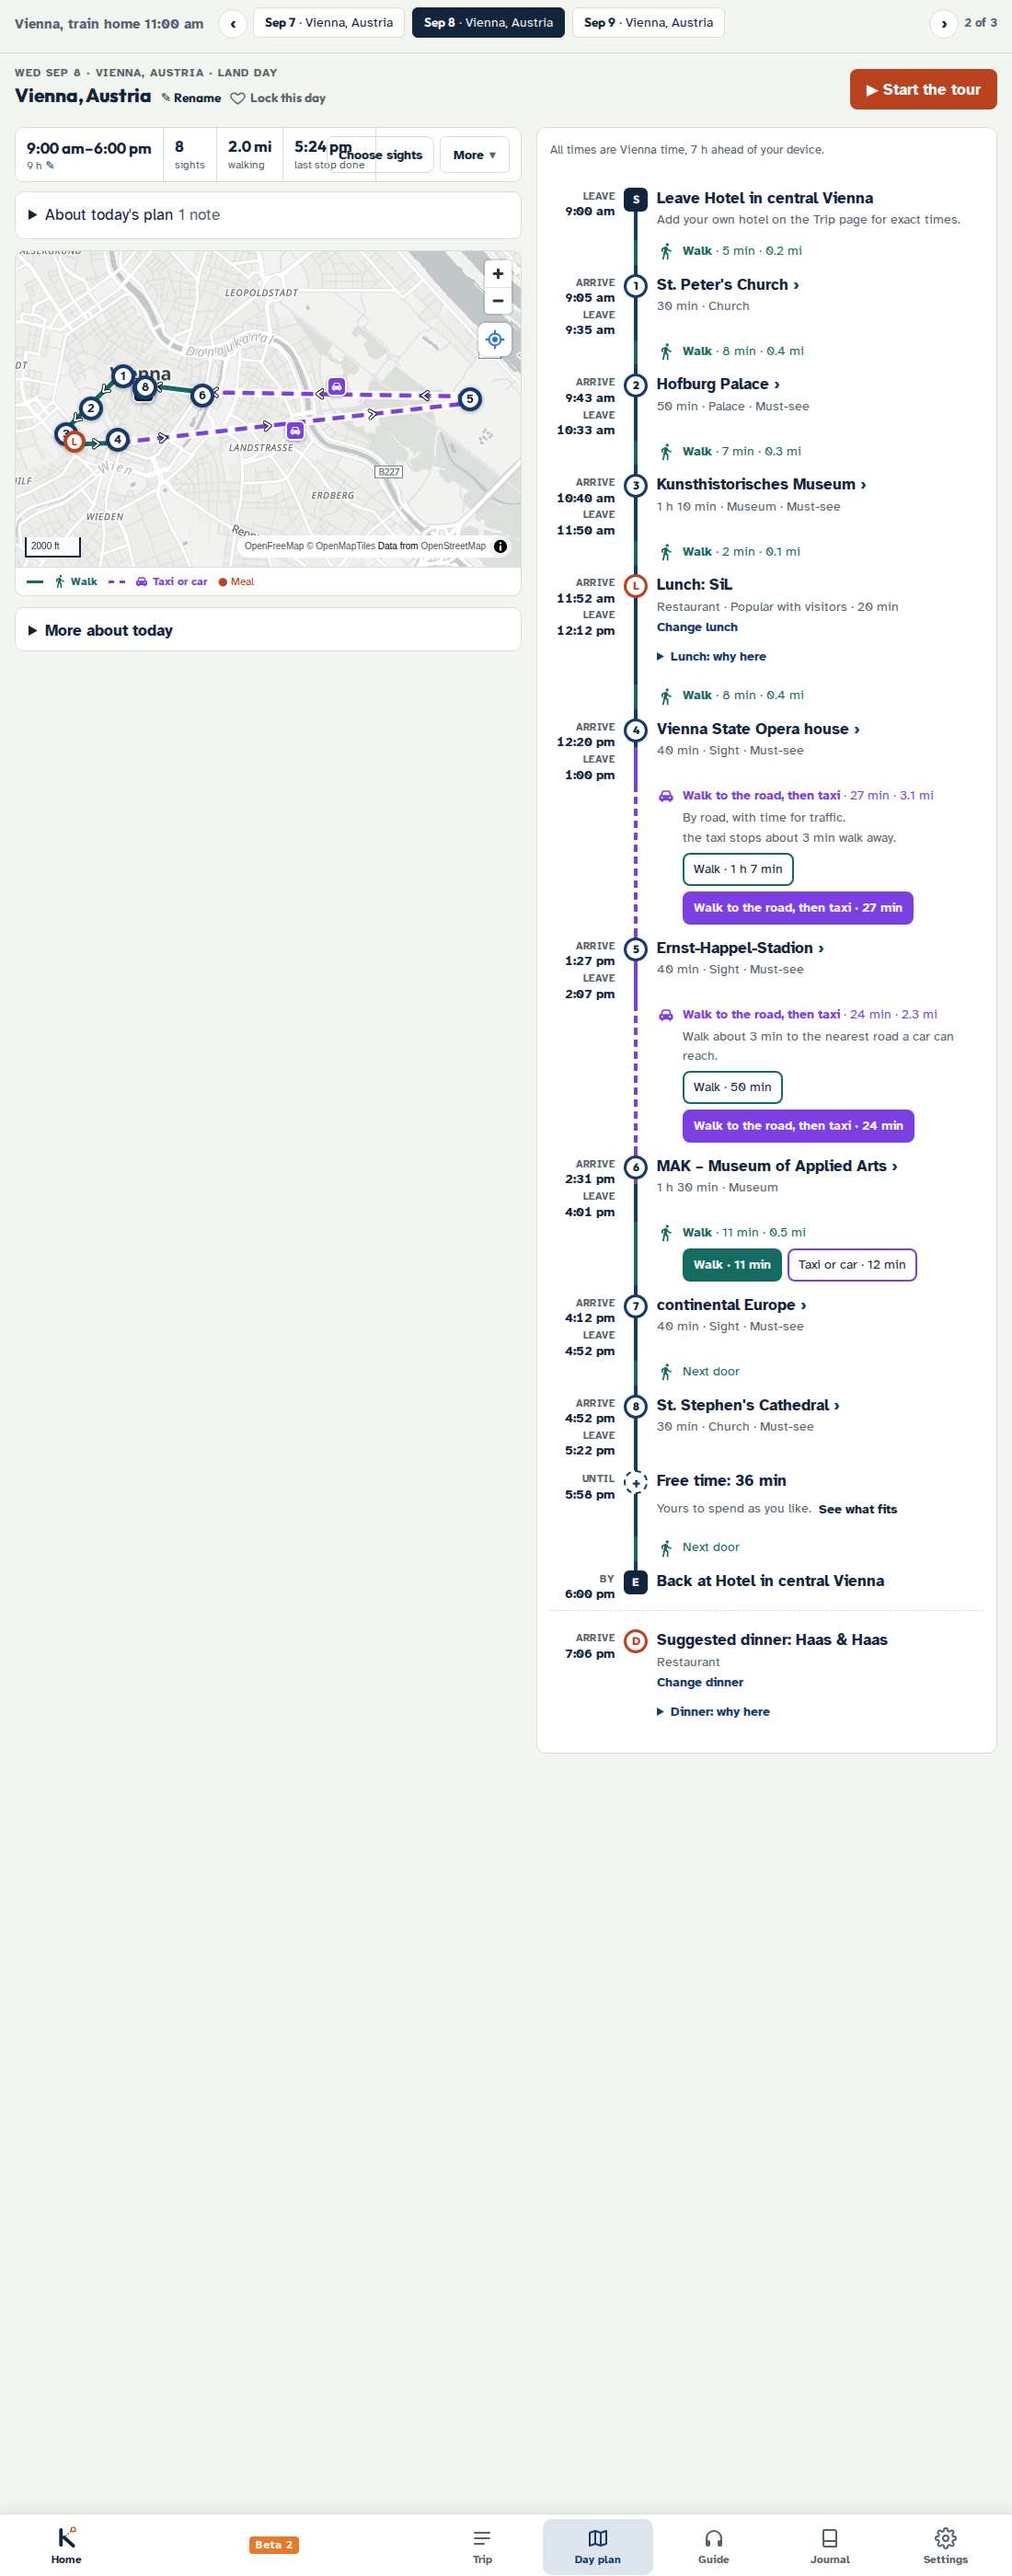 Vienna, train home 11:00 am
‹
Sep 7 · Vienna, Austria
Sep 8 · Vienna, Austria
Sep 9 · Vienna, Austria
›
2 of 3
WED SEP 8 · VIENNA, AUSTRIA · LAND DAY
Vienna, Austria
✎ Rename
Lock this day
▶ Start the tour
9:00 am–6:00 pm
9 h ✎
8
sights
2.0 mi
walking
5:24 pm
last stop done
Choose sights
More ▾
▶ About today's plan 1 note
ALSERGRUND
LEOPOLDSTADT
Donaukanal
Vienna
1
8
2
6
5
3
L
4
LANDSTRASSE
Wien
B227
ERDBERG
WIEDEN
+
−
2000 ft
OpenFreeMap © OpenMapTiles Data from OpenStreetMap
Walk
Taxi or car
Meal
▶ More about today
All times are Vienna time, 7 h ahead of your device.
LEAVE
9:00 am
S
Leave Hotel in central Vienna
Add your own hotel on the Trip page for exact times.
Walk · 5 min · 0.2 mi
ARRIVE
9:05 am
LEAVE
9:35 am
1
St. Peter's Church ›
30 min · Church
Walk · 8 min · 0.4 mi
ARRIVE
9:43 am
LEAVE
10:33 am
2
Hofburg Palace ›
50 min · Palace · Must-see
Walk · 7 min · 0.3 mi
ARRIVE
10:40 am
LEAVE
11:50 am
3
Kunsthistorisches Museum ›
1 h 10 min · Museum · Must-see
Walk · 2 min · 0.1 mi
ARRIVE
11:52 am
LEAVE
12:12 pm
L
Lunch: SiL
Restaurant · Popular with visitors · 20 min
Change lunch
▶ Lunch: why here
Walk · 8 min · 0.4 mi
ARRIVE
12:20 pm
LEAVE
1:00 pm
4
Vienna State Opera house ›
40 min · Sight · Must-see
Walk to the road, then taxi · 27 min · 3.1 mi
By road, with time for traffic.
the taxi stops about 3 min walk away.
Walk · 1 h 7 min
Walk to the road, then taxi · 27 min
ARRIVE
1:27 pm
LEAVE
2:07 pm
5
Ernst-Happel-Stadion ›
40 min · Sight · Must-see
Walk to the road, then taxi · 24 min · 2.3 mi
Walk about 3 min to the nearest road a car can
reach.
Walk · 50 min
Walk to the road, then taxi · 24 min
ARRIVE
2:31 pm
LEAVE
4:01 pm
6
MAK – Museum of Applied Arts ›
1 h 30 min · Museum
Walk · 11 min · 0.5 mi
Walk · 11 min
Taxi or car · 12 min
ARRIVE
4:12 pm
LEAVE
4:52 pm
7
continental Europe ›
40 min · Sight · Must-see
Next door
ARRIVE
4:52 pm
LEAVE
5:22 pm
8
St. Stephen's Cathedral ›
30 min · Church · Must-see
UNTIL
5:58 pm
+
Free time: 36 min
Yours to spend as you like. See what fits
Next door
BY
6:00 pm
E
Back at Hotel in central Vienna
ARRIVE
7:06 pm
D
Suggested dinner: Haas & Haas
Restaurant
Change dinner
▶ Dinner: why here
Home
Beta 2
Trip
Day plan
Guide
Journal
Settings